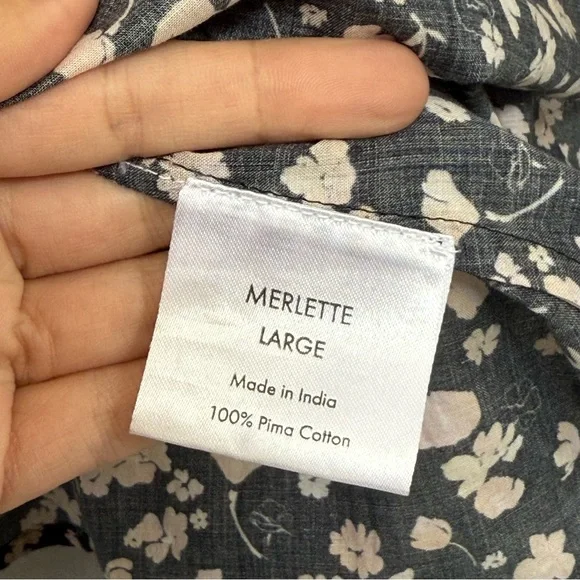 MERLETTE
LARGE
Made in India
100% Pima Cotton